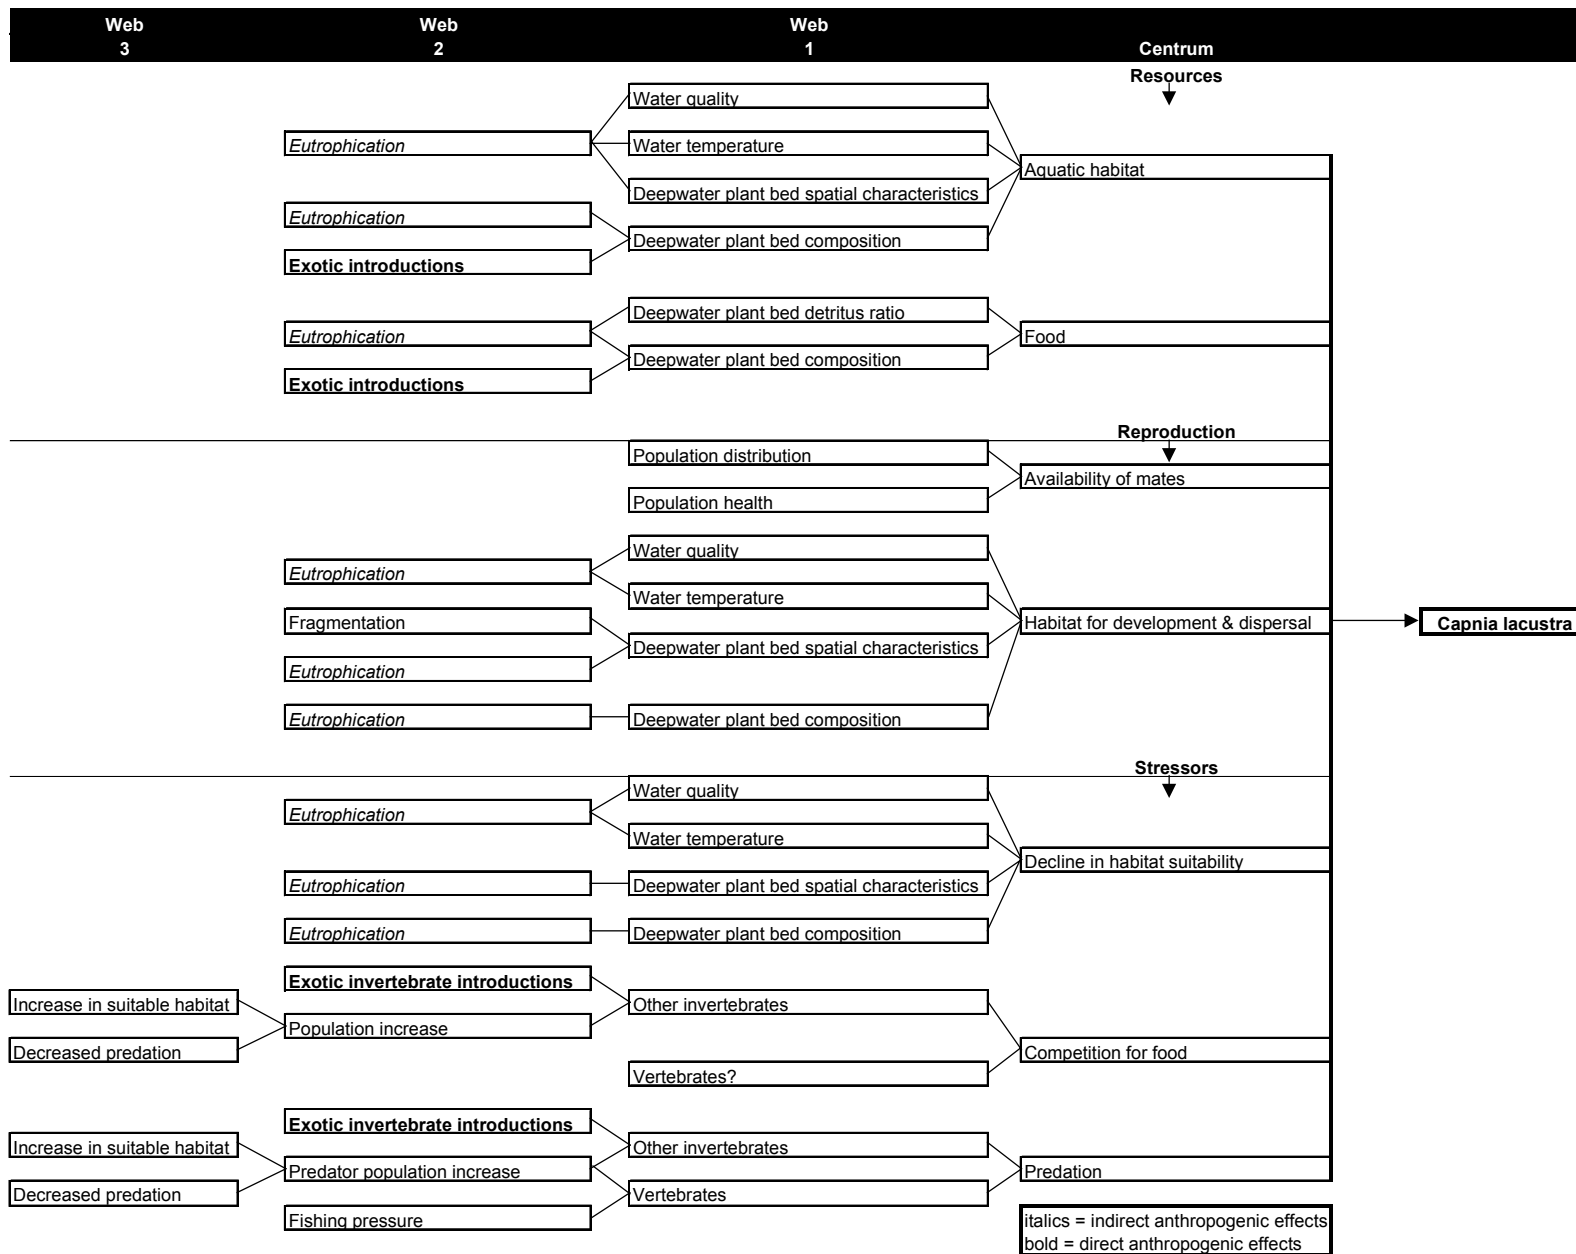 Web
3
Web
2
Web
1
Centrum
Resources
Water quality
Eutrophication
Water temperature
Aquatic habitat
Deepwater plant bed spatial characteristics
Eutrophication
Deepwater plant bed composition
Exotic introductions
Deepwater plant bed detritus ratio
Eutrophication
Food
Deepwater plant bed composition
Exotic introductions
Reproduction
Population distribution
Availability of mates
Population health
Water quality
Eutrophication
Water temperature
Fragmentation
Habitat for development & dispersal
Capnia lacustra
Deepwater plant bed spatial characteristics
Eutrophication
Eutrophication
Deepwater plant bed composition
Stressors
Water quality
Eutrophication
Water temperature
Decline in habitat suitability
Eutrophication
Deepwater plant bed spatial characteristics
Eutrophication
Deepwater plant bed composition
Exotic invertebrate introductions
Increase in suitable habitat
Other invertebrates
Population increase
Decreased predation
Competition for food
Vertebrates?
Exotic invertebrate introductions
Increase in suitable habitat
Other invertebrates
Predator population increase
Predation
Decreased predation
Vertebrates
Fishing pressure
italics = indirect anthropogenic effects
bold = direct anthropogenic effects